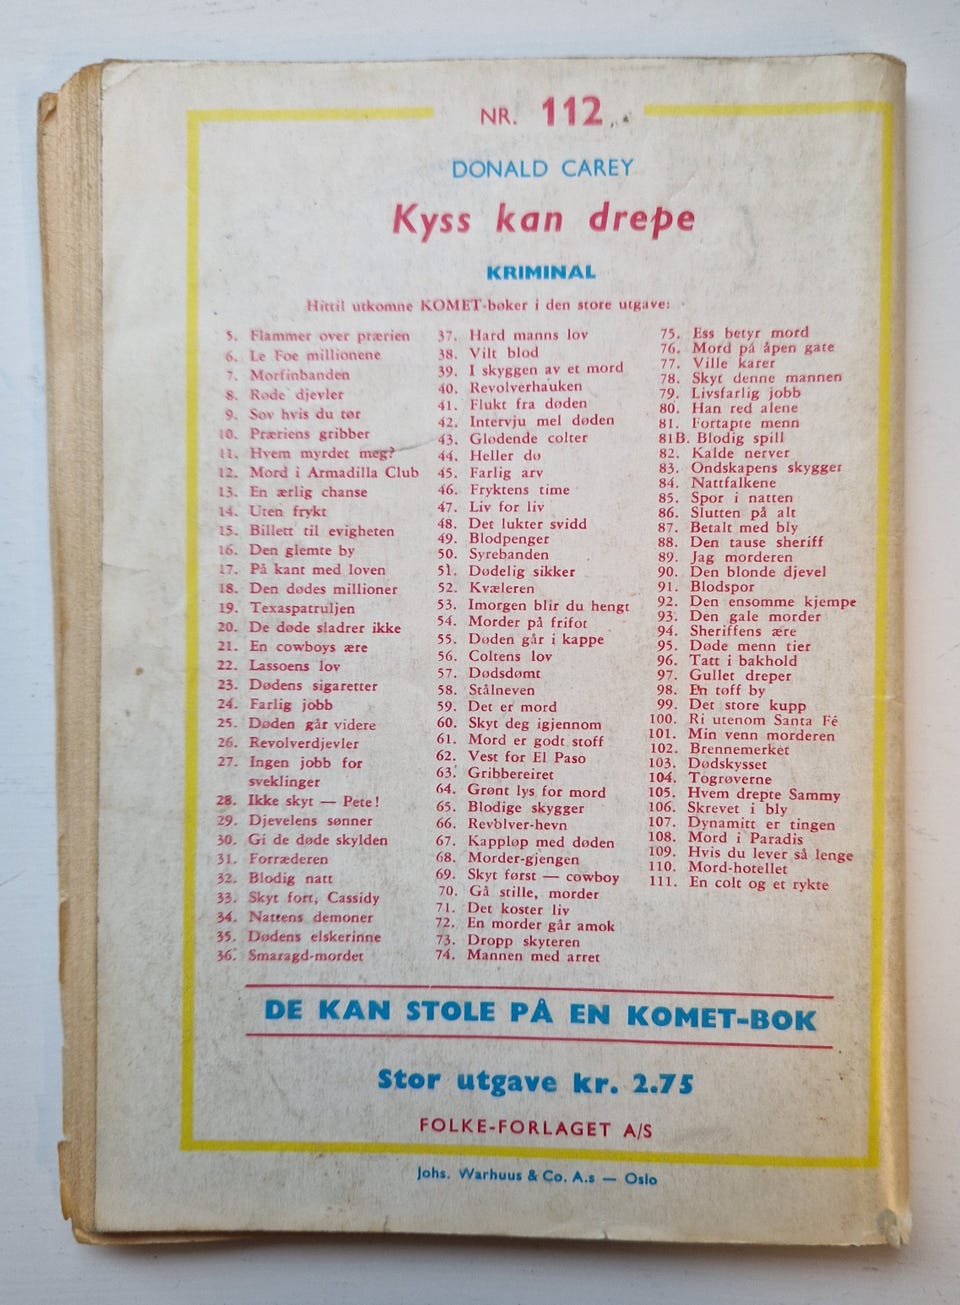 NR. 112
DONALD CAREY
Kyss kan drepe
KRIMINAL
Hittil utkomne KOMET-bøker i den store utgave:
5. Flammer over prærien
6. Le Foe millionene
7. Morfinbanden
8. Røde djevler
9. Sov hvis du tør
10. Præriens gribber
11. Hvem myrdet meg?
12. Mord i Armadilla Club
13. En ærlig chanse
14. Uten frykt
15. Billett til evigheten
16. Den glemte by
17. På kant med loven
18. Den dødes millioner
19. Texaspatruljen
20. De døde sladrer ikke
21. En cowboys ære
22. Lassoens lov
23. Dødens sigaretter
24. Farlig jobb
25. Døden går videre
26. Revolverdjevler
27. Ingen jobb for
sveklinger
28. Ikke skyt — Pete!
29. Djevelens sønner
30. Gi de døde skylden
31. Forræderen
32. Blodig natt
33. Skyt fort, Cassidy
34. Nattens demoner
35. Dødens elskerinne
36. Smaragd-mordet
37. Hard manns lov
38. Vilt blod
39. I skyggen av et mord
40. Revolverhauken
41. Flukt fra døden
42. Intervju mel døden
43. Glødende colter
44. Heller dø
45. Farlig arv
46. Fryktens time
47. Liv for liv
48. Det lukter svidd
49. Blodpenger
50. Syrebanden
51. Dødelig sikker
52. Kvæleren
53. Imorgen blir du hengt
54. Morder på frifot
55. Døden går i kappe
56. Coltens lov
57. Dødsdømt
58. Stålneven
59. Det er mord
60. Skyt deg igjennom
61. Mord er godt stoff
62. Vest for El Paso
63. Gribbereiret
64. Grønt lys for mord
65. Blodige skygger
66. Revolver-hevn
67. Kappløp med døden
68. Morder-gjengen
69. Skyt først — cowboy
70. Gå stille, morder
71. Det koster liv
72. En morder går amok
73. Dropp skyteren
74. Mannen med arret
75. Ess betyr mord
76. Mord på åpen gate
77. Ville karer
78. Skyt denne mannen
79. Livsfarlig jobb
80. Han red alene
81. Fortapte menn
81B. Blodig spill
82. Kalde nerver
83. Ondskapens skygger
84. Nattfalkene
85. Spor i natten
86. Slutten på alt
87. Betalt med bly
88. Den tause sheriff
89. Jag morderen
90. Den blonde djevel
91. Blodspor
92. Den ensomme kjempe
93. Den gale morder
94. Sheriffens ære
95. Døde menn tier
96. Tatt i bakhold
97. Gullet dreper
98. En tøff by
99. Det store kupp
100. Ri utenom Santa Fé
101. Min venn morderen
102. Brennemerket
103. Dødskysset
104. Togrøverne
105. Hvem drepte Sammy
106. Skrevet i bly
107. Dynamitt er tingen
108. Mord i Paradis
109. Hvis du lever så lenge
110. Mord-hotellet
111. En colt og et rykte
DE KAN STOLE PÅ EN KOMET-BOK
Stor utgave kr. 2.75
FOLKE-FORLAGET A/S
Johs. Warhuus & Co. A.s — Oslo